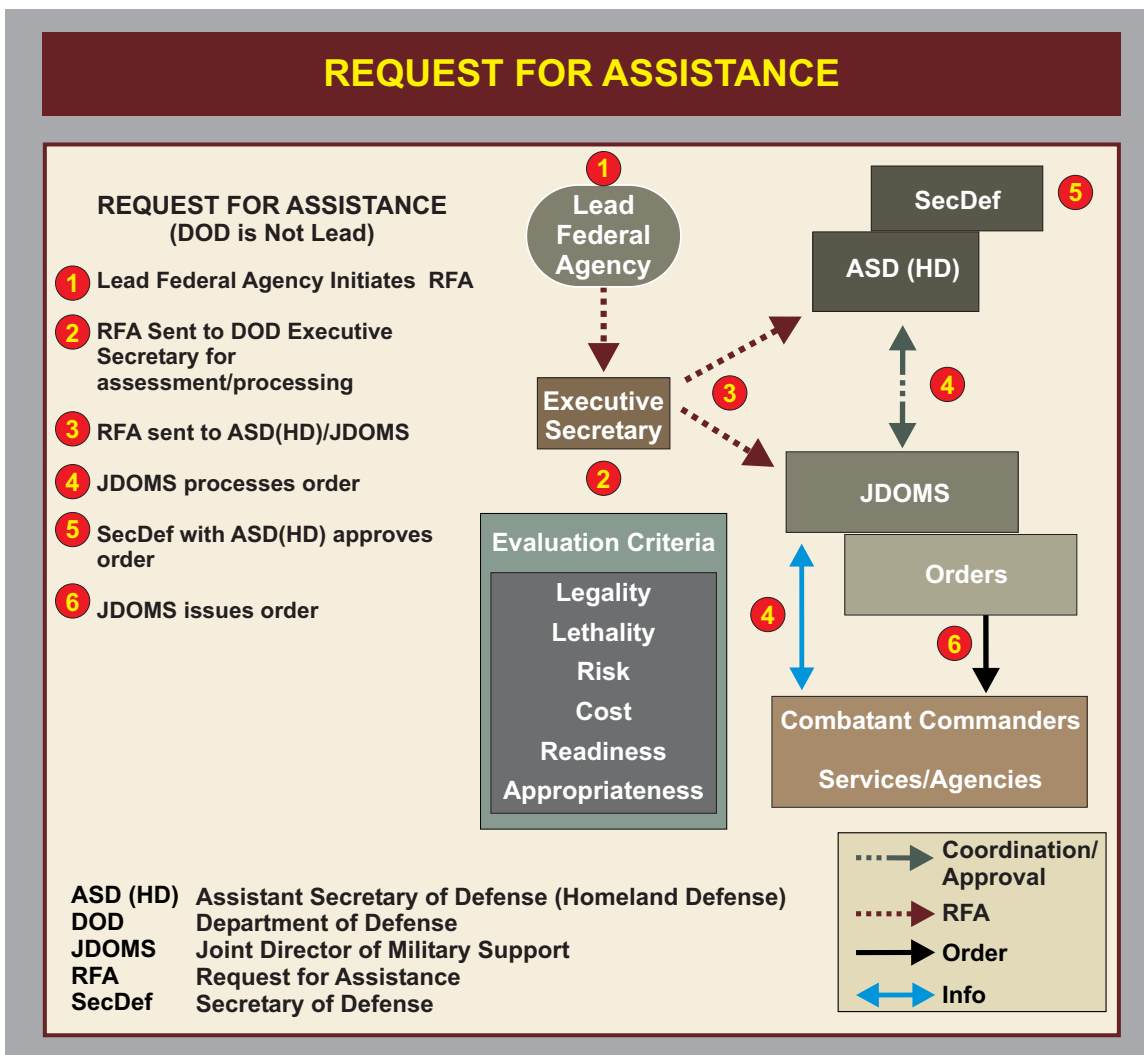 REQUEST FOR ASSISTANCE
REQUEST FOR ASSISTANCE
(DOD is Not Lead)
1 Lead Federal Agency Initiates RFA
2 RFA Sent to DOD Executive
Secretary for
assessment/processing
3 RFA sent to ASD(HD)/JDOMS
4 JDOMS processes order
5 SecDef with ASD(HD) approves
order
6 JDOMS issues order
1
Lead
Federal
Agency
SecDef
5
ASD (HD)
3
4
Executive
Secretary
2
JDOMS
Orders
4
6
Evaluation Criteria
Legality
Lethality
Risk
Cost
Readiness
Appropriateness
Combatant Commanders
Services/Agencies
Coordination/
Approval
RFA
Order
Info
ASD (HD) Assistant Secretary of Defense (Homeland Defense)
DOD Department of Defense
JDOMS Joint Director of Military Support
RFA Request for Assistance
SecDef Secretary of Defense